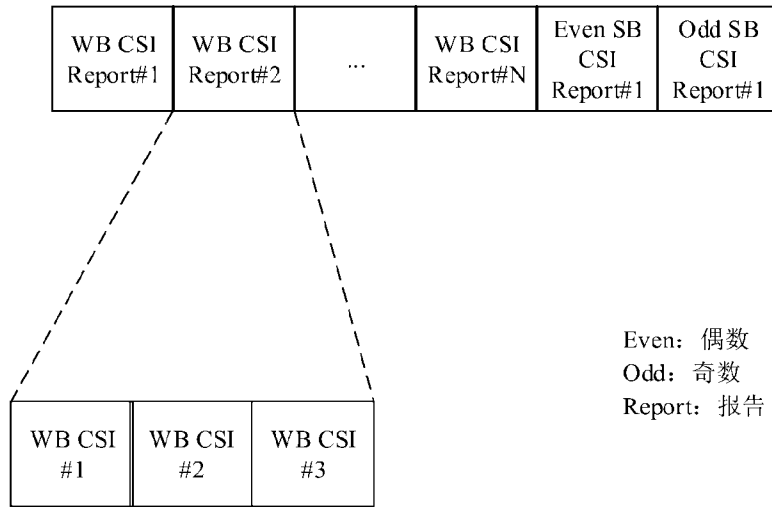 WB CSI
Report#1
WB CSI
Report#2
...
WB CSI
Report#N
Even SB
CSI
Report#1
Odd SB
CSI
Report#1
Even：偶数
Odd：奇数
Report：报告
WB CSI
#1
WB CSI
#2
WB CSI
#3